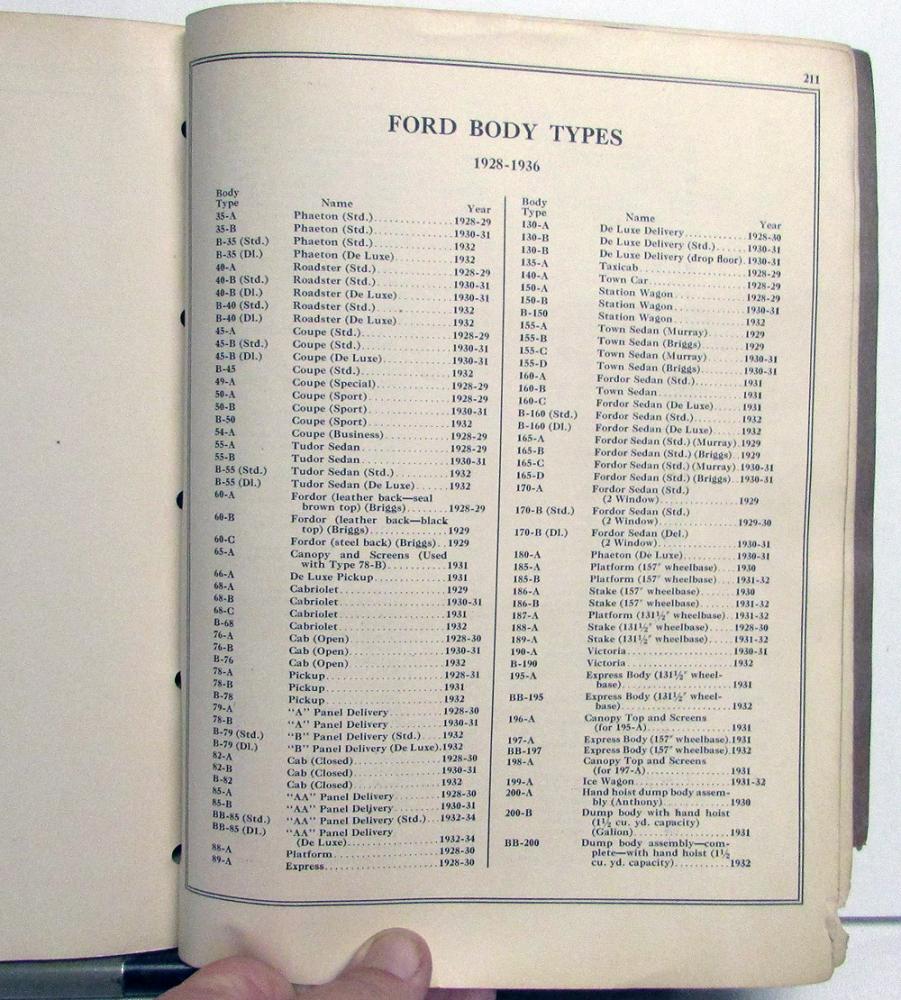 211
FORD BODY TYPES
1928-1936
Body
Type Name Year
35-A Phaeton (Std.) 1928-29
35-B Phaeton (Std.) 1930-31
B-35 (Std.) Phaeton (Std.) 1932
B-35 (Dl.) Phaeton (De Luxe) 1932
40-A Roadster (Std.) 1928-29
40-B (Std.) Roadster (Std.) 1930-31
40-B (Dl.) Roadster (De Luxe) 1930-31
B-40 (Std.) Roadster (Std.) 1932
B-40 (Dl.) Roadster (De Luxe) 1932
45-A Coupe (Std.) 1928-29
45-B (Std.) Coupe (Std.) 1930-31
45-B (Dl.) Coupe (De Luxe) 1930-31
B-45 Coupe (Std.) 1932
49-A Coupe (Special) 1928-29
50-A Coupe (Sport) 1928-29
50-B Coupe (Sport) 1930-31
B-50 Coupe (Sport) 1932
54-A Coupe (Business) 1928-29
55-A Tudor Sedan 1928-29
55-B Tudor Sedan 1930-31
B-55 (Std.) Tudor Sedan (Std.) 1932
B-55 (Dl.) Tudor Sedan (De Luxe) 1932
60-A Fordor (leather back—seal
brown top) (Briggs) 1928-29
60-B Fordor (leather back—black
top) (Briggs) 1929
60-C Fordor (steel back) (Briggs) 1929
65-A Canopy and Screens (Used
with Type 78-B) 1931
66-A De Luxe Pickup 1931
68-A Cabriolet 1929
68-B Cabriolet 1930-31
68-C Cabriolet 1931
B-68 Cabriolet 1932
76-A Cab (Open) 1928-30
76-B Cab (Open) 1930-31
B-76 Cab (Open) 1932
78-A Pickup 1928-31
78-B Pickup 1931
B-78 Pickup 1932
79-A "A" Panel Delivery 1928-30
78-B "A" Panel Delivery 1930-31
B-79 (Std.) "B" Panel Delivery (Std.) 1932
B-79 (Dl.) "B" Panel Delivery (De Luxe) 1932
82-A Cab (Closed) 1928-30
82-B Cab (Closed) 1930-31
B-82 Cab (Closed) 1932
85-A "AA" Panel Delivery 1928-30
85-B "AA" Panel Delivery 1930-31
BB-85 (Std.) "AA" Panel Delivery (Std.) 1932-34
BB-85 (Dl.) "AA" Panel Delivery
(De Luxe) 1932-34
88-A Platform 1928-30
89-A Express 1928-30
Body
Type Name Year
130-A De Luxe Delivery 1928-30
130-B De Luxe Delivery (Std.) 1930-31
130-B De Luxe Delivery (drop floor) 1930-31
135-A Taxicab 1928-29
140-A Town Car 1928-29
150-A Station Wagon 1928-29
150-B Station Wagon 1930-31
B-150 Station Wagon 1932
155-A Town Sedan (Murray) 1929
155-B Town Sedan (Briggs) 1929
155-C Town Sedan (Murray) 1930-31
155-D Town Sedan (Briggs) 1930-31
160-A Fordor Sedan (Std.) 1931
160-B Town Sedan 1931
160-C Fordor Sedan (De Luxe) 1931
B-160 (Std.) Fordor Sedan (Std.) 1932
B-160 (Dl.) Fordor Sedan (De Luxe) 1932
165-A Fordor Sedan (Std.) (Murray) 1929
165-B Fordor Sedan (Std.) (Briggs) 1929
165-C Fordor Sedan (Std.) (Murray) 1930-31
165-D Fordor Sedan (Std.) (Briggs) 1930-31
170-A Fordor Sedan (Std.)
(2 Window) 1929
170-B (Std.) Fordor Sedan (Std.)
(2 Window) 1929-30
170-B (Dl.) Fordor Sedan (Del.)
(2 Window) 1930-31
180-A Phaeton (De Luxe) 1930-31
185-A Platform (157″ wheelbase) 1930
185-B Platform (157″ wheelbase) 1931-32
186-A Stake (157″ wheelbase) 1930
186-B Stake (157″ wheelbase) 1931-32
187-A Platform (131½″ wheelbase) 1931-32
188-A Stake (131½″ wheelbase) 1928-30
189-A Stake (131½″ wheelbase) 1931-32
190-A Victoria 1930-31
B-190 Victoria 1932
195-A Express Body (131½″ wheel-
base) 1931
BB-195 Express Body (131½″ wheel-
base) 1932
196-A Canopy Top and Screens
(for 195-A) 1931
197-A Express Body (157″ wheelbase) 1931
BB-197 Express Body (157″ wheelbase) 1932
198-A Canopy Top and Screens
(for 197-A) 1931
199-A Ice Wagon 1931-32
200-A Hand hoist dump body assem-
bly (Anthony) 1930
200-B Dump body with hand hoist
(1½ cu. yd. capacity)
(Galion) 1931
BB-200 Dump body assembly—com-
plete—with hand hoist (1½
cu. yd. capacity) 1932